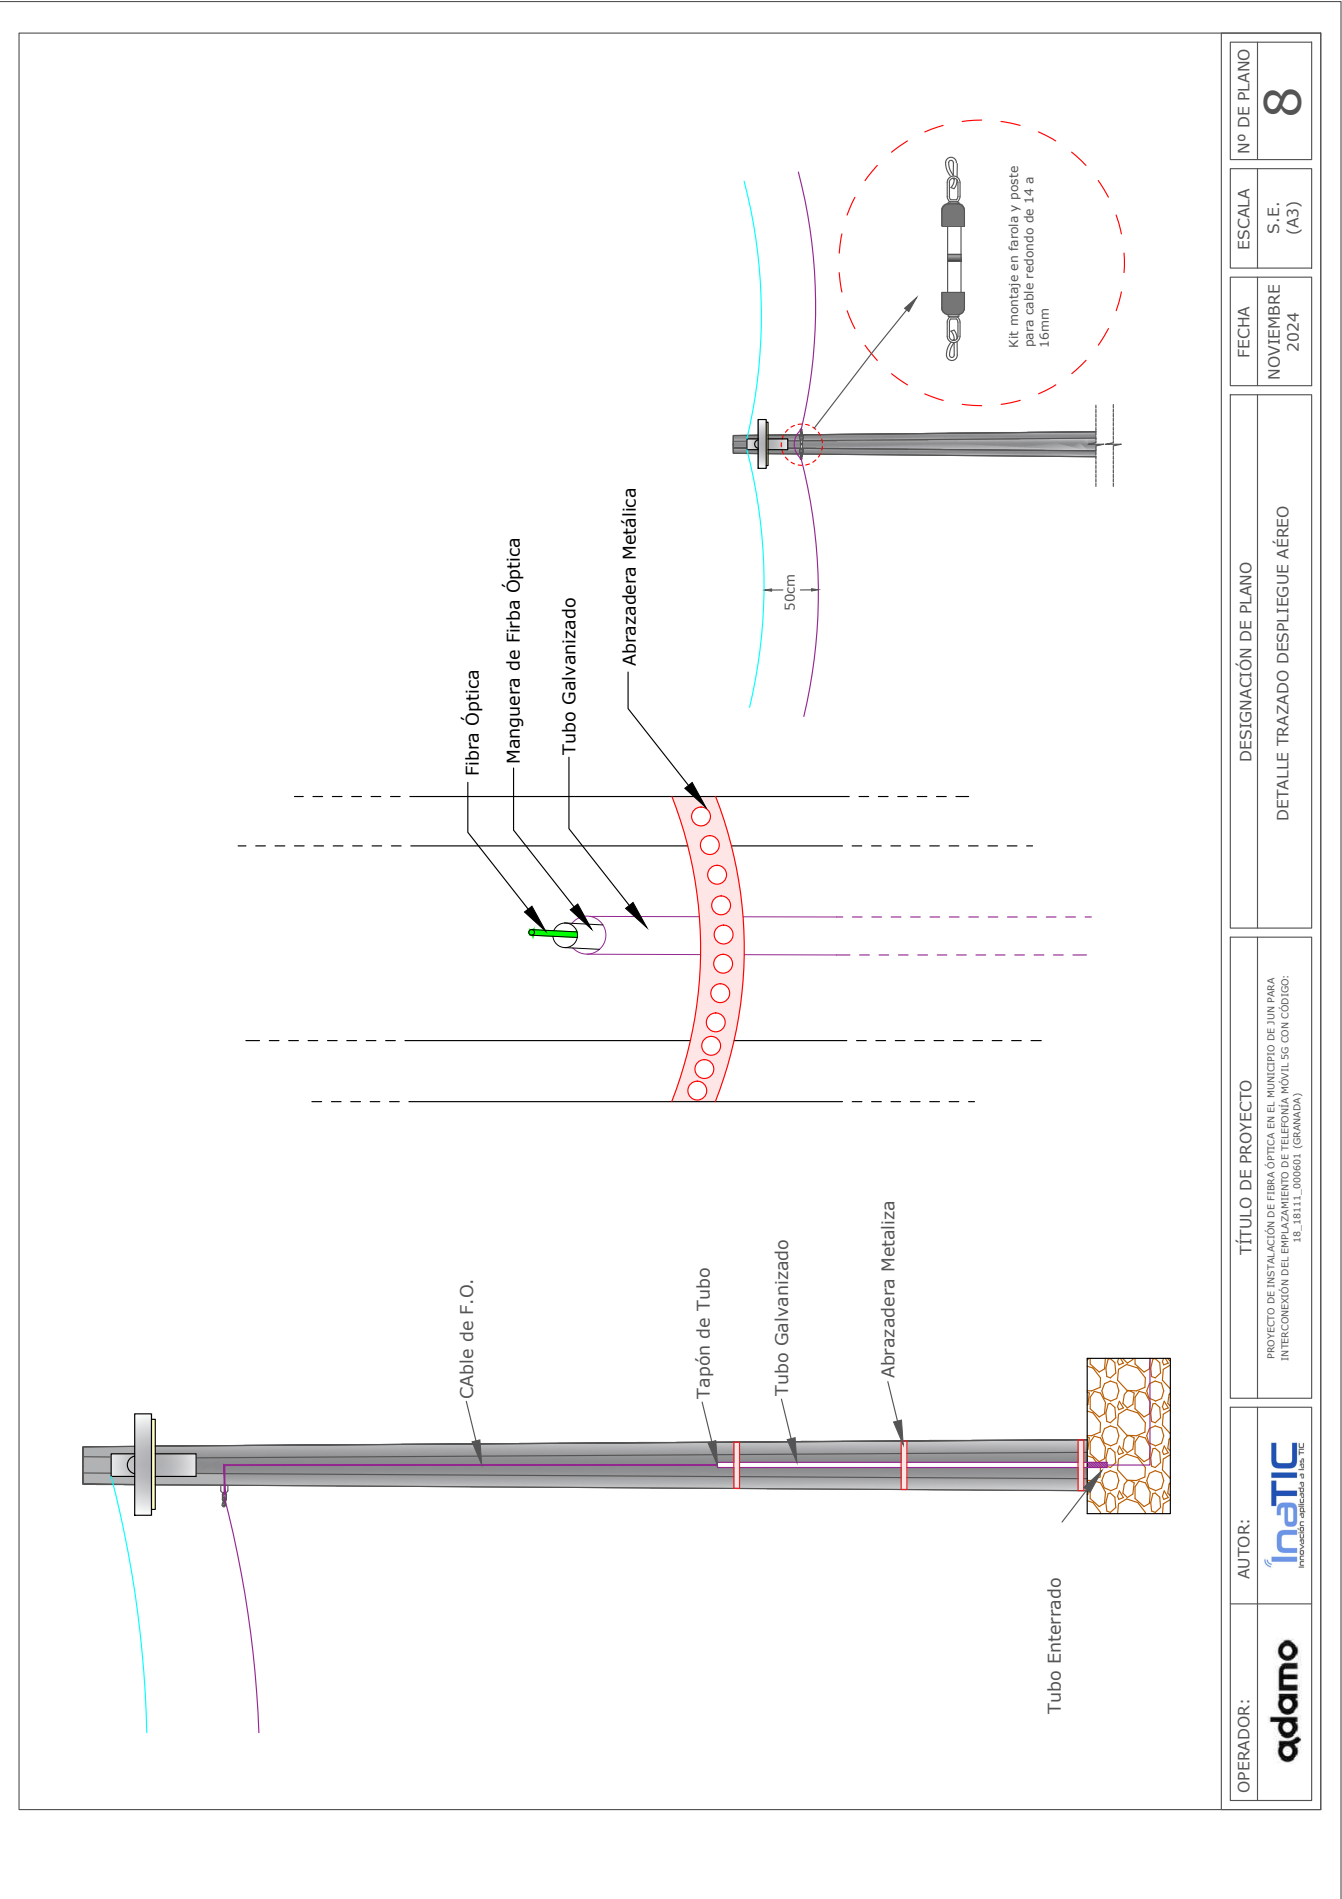 CAble de F.O.
Tapón de Tubo
Tubo Galvanizado
Abrazadera Metaliza
Tubo Enterrado
Fibra Óptica
Manguera de Firba Óptica
Tubo Galvanizado
Abrazadera Metálica
50cm
Kit montaje en farola y poste
para cable redondo de 14 a
16mm
OPERADOR:
adamo
AUTOR:
inaTIC
Innovación aplicada a las TIC
TÍTULO DE PROYECTO
PROYECTO DE INSTALACIÓN DE FIBRA ÓPTICA EN EL MUNICIPIO DE JUN PARA
INTERCONEXIÓN DEL EMPLAZAMIENTO DE TELEFONÍA MÓVIL 5G CON CÓDIGO:
18_18111_000601 (GRANADA)
DESIGNACIÓN DE PLANO
DETALLE TRAZADO DESPLIEGUE AÉREO
FECHA
NOVIEMBRE
2024
ESCALA
S.E.
(A3)
Nº DE PLANO
8